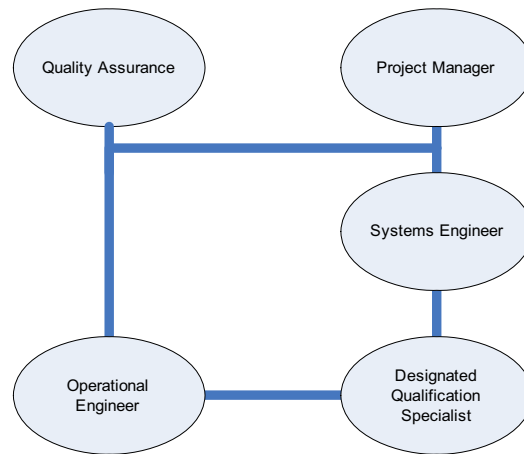 Quality Assurance
Project Manager
Systems Engineer
Operational
Engineer
Designated
Qualification
Specialist